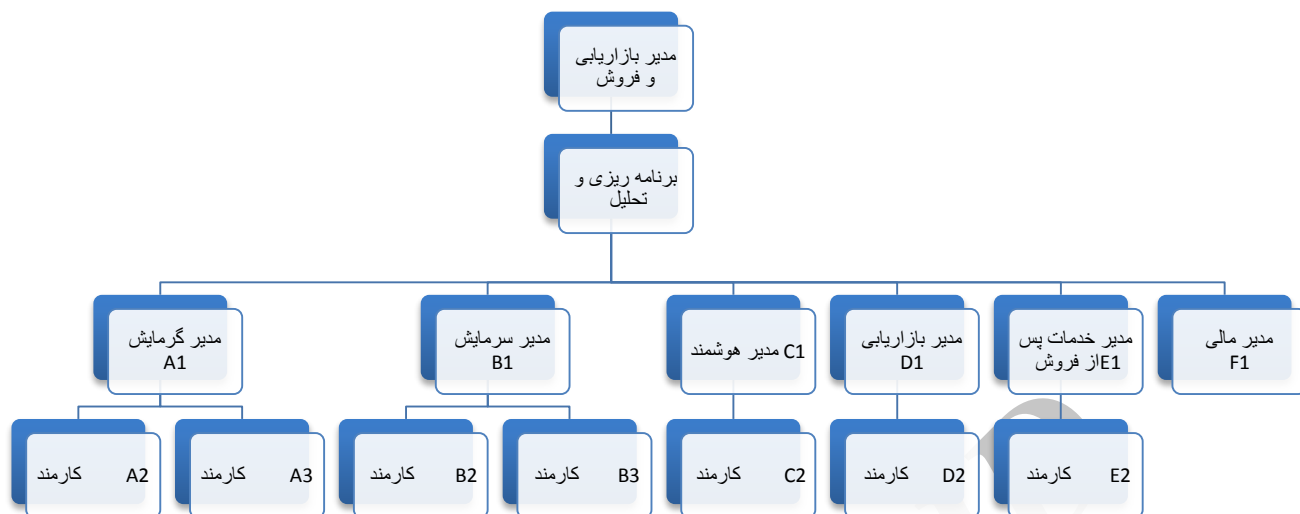 مدیر بازاریابی
و فروش
برنامه ریزی و
تحلیل
مدیر گرمایش
A1
مدیر سرمایش
B1
مدیر هوشمند C1
مدیر بازاریابی
D1
مدیر خدمات پس
از فروش E1
مدیر مالی
F1
کارمند A2
کارمند A3
کارمند B2
کارمند B3
کارمند C2
کارمند D2
کارمند E2